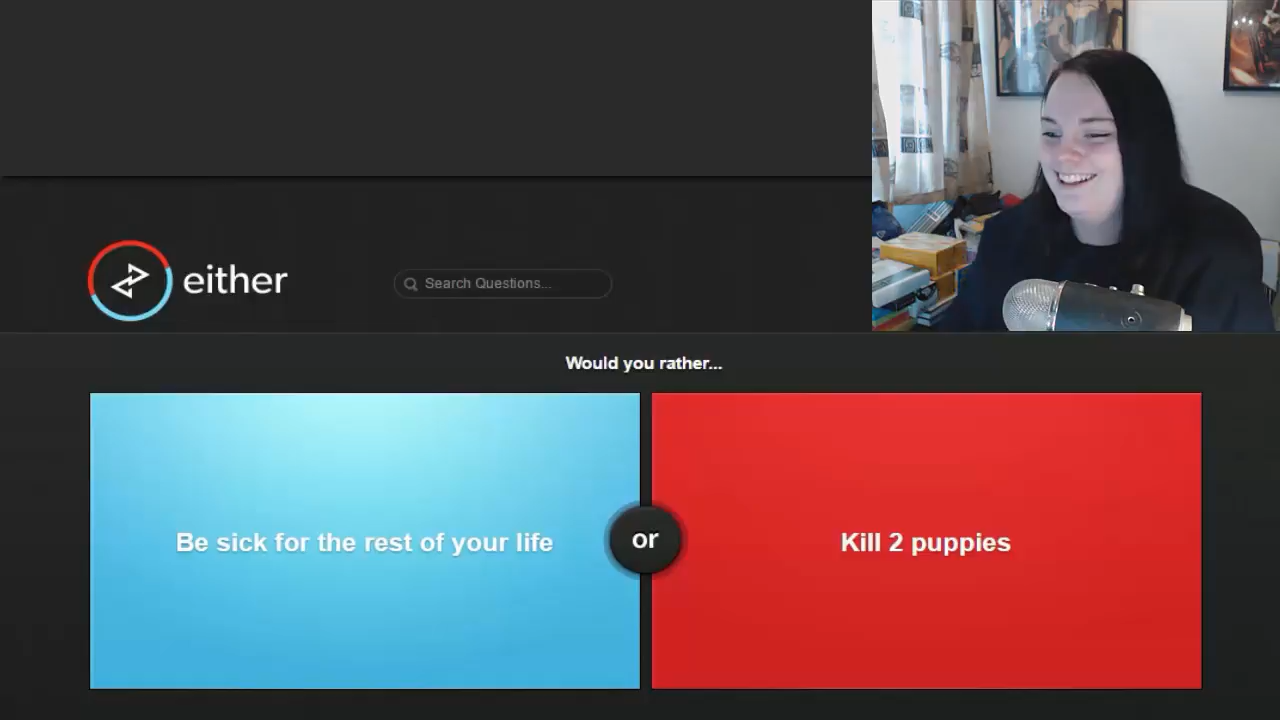 either
Search Questions...
Would you rather...
Be sick for the rest of your life
or
Kill 2 puppies